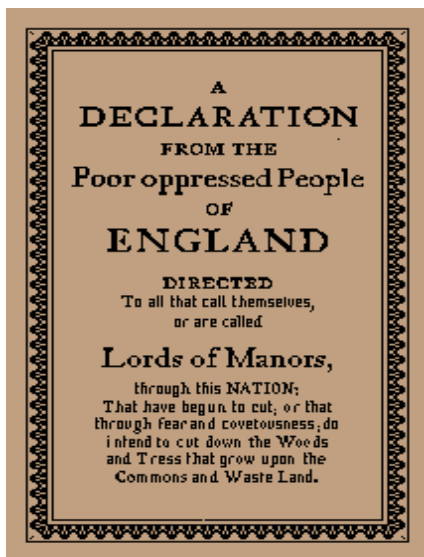 A
DECLARATION
FROM THE
Poor oppressed People
OF
ENGLAND
DIRECTED
To all that call themselves,
or are called
Lords of Manors,
through this NATION;
That have begun to cut, or that
through fear and covetousness, do
intend to cut down the Woods
and Tress that grow upon the
Commons and Waste Land.